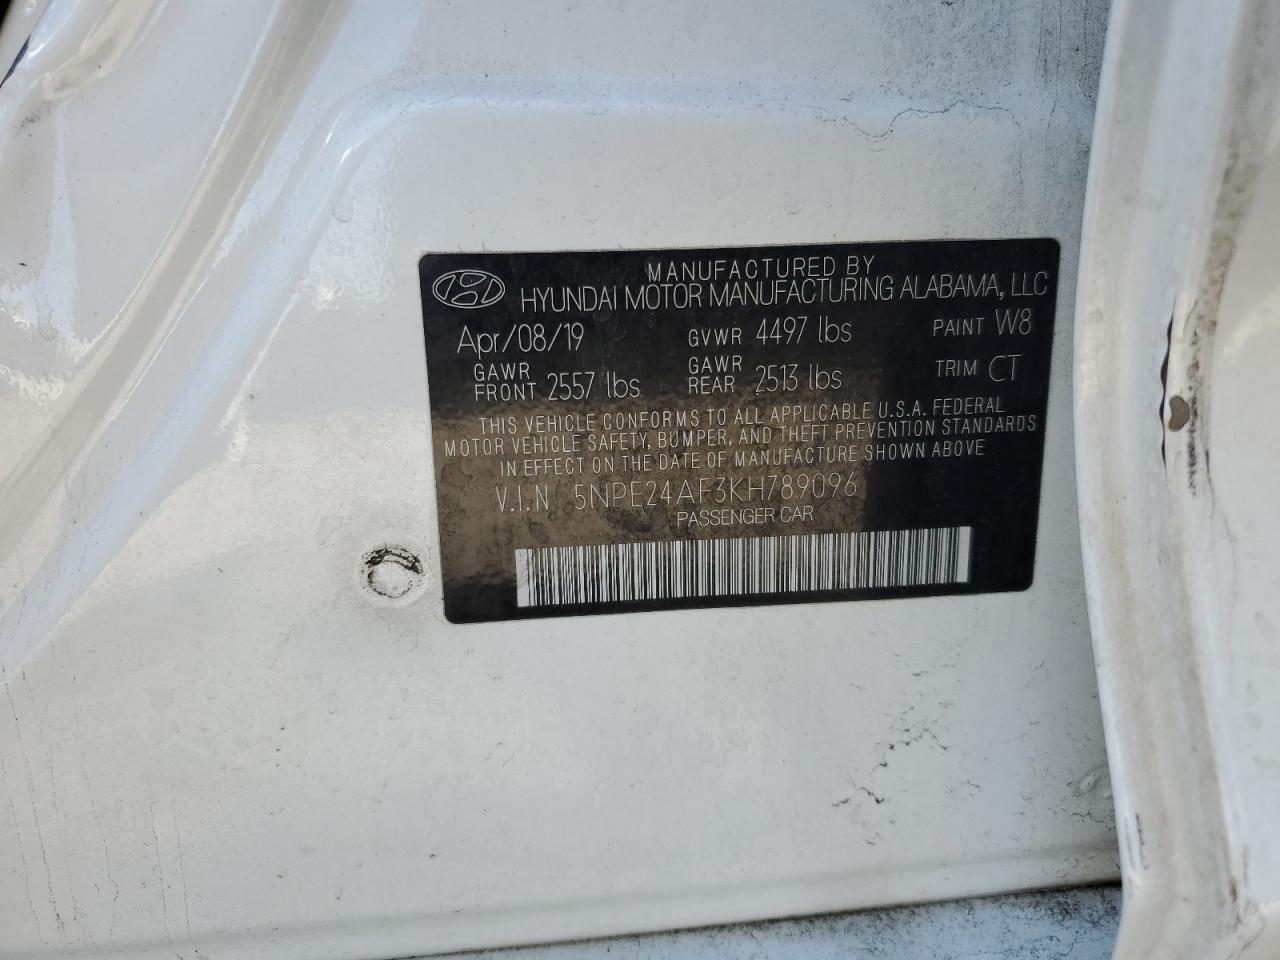 MANUFACTURED BY
HYUNDAI MOTOR MANUFACTURING ALABAMA, LLC
Apr/08/19 GVWR 4497 lbs PAINT W8
GAWR FRONT 2557 lbs GAWR REAR 2513 lbs TRIM CT
THIS VEHICLE CONFORMS TO ALL APPLICABLE U.S.A. FEDERAL
MOTOR VEHICLE SAFETY, BUMPER, AND THEFT PREVENTION STANDARDS
IN EFFECT ON THE DATE OF MANUFACTURE SHOWN ABOVE
V.I.N 5NPE24AF3KH789096
PASSENGER CAR